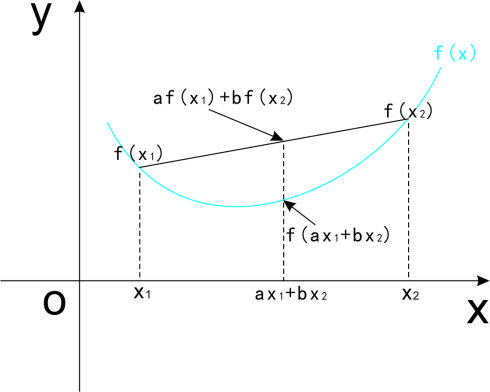 y
f(x)
af(x₁)+bf(x₂)
f(x₂)
f(x₁)
f(ax₁+bx₂)
o
x₁
ax₁+bx₂
x₂
x